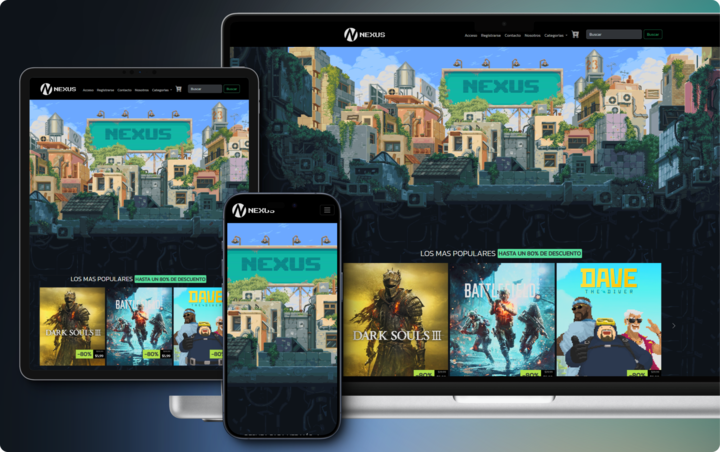 NEXUS
Acceso Registrarse Contacto Nosotros Categorias Buscar Buscar
NEXUS
LOS MAS POPULARES HASTA UN 80% DE DESCUENTO
DARK SOULS III
BATTLEFIELD
DAVE
THE DIVER
-80%
-80%
-80%
NEXUS
Acceso Registrarse Contacto Nosotros Categorias Buscar Buscar
NEXUS
LOS MAS POPULARES HASTA UN 80% DE DESCUENTO
DARK SOULS III
DAVE
-80%
-80%
-80%
NEXUS
NEXUS